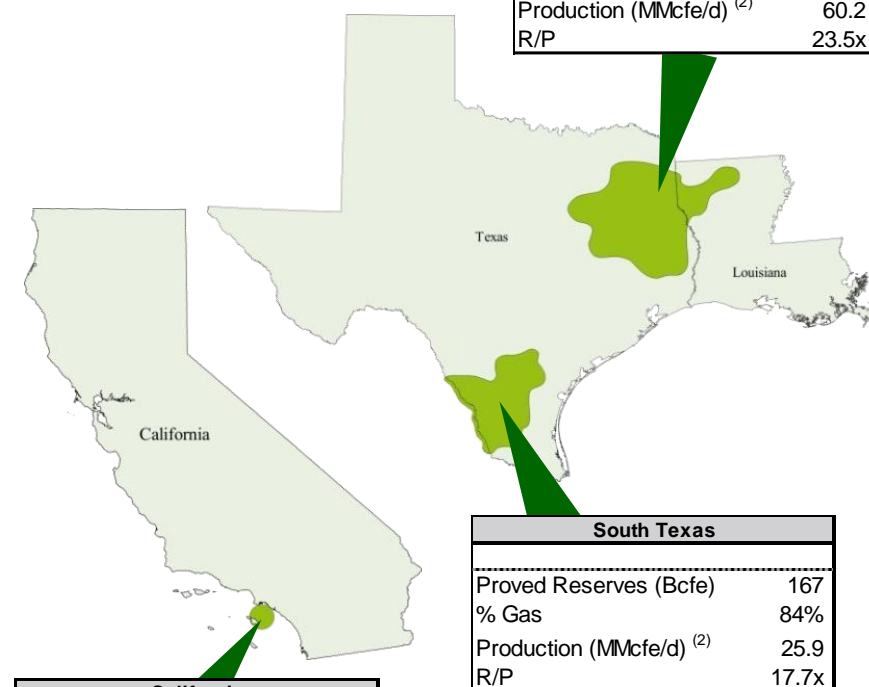 Production (MMcfe/d) (2) 60.2
R/P 23.5x
Texas
Louisiana
California
South Texas
Proved Reserves (Bcfe) 167
% Gas 84%
Production (MMcfe/d) (2) 25.9
R/P 17.7x